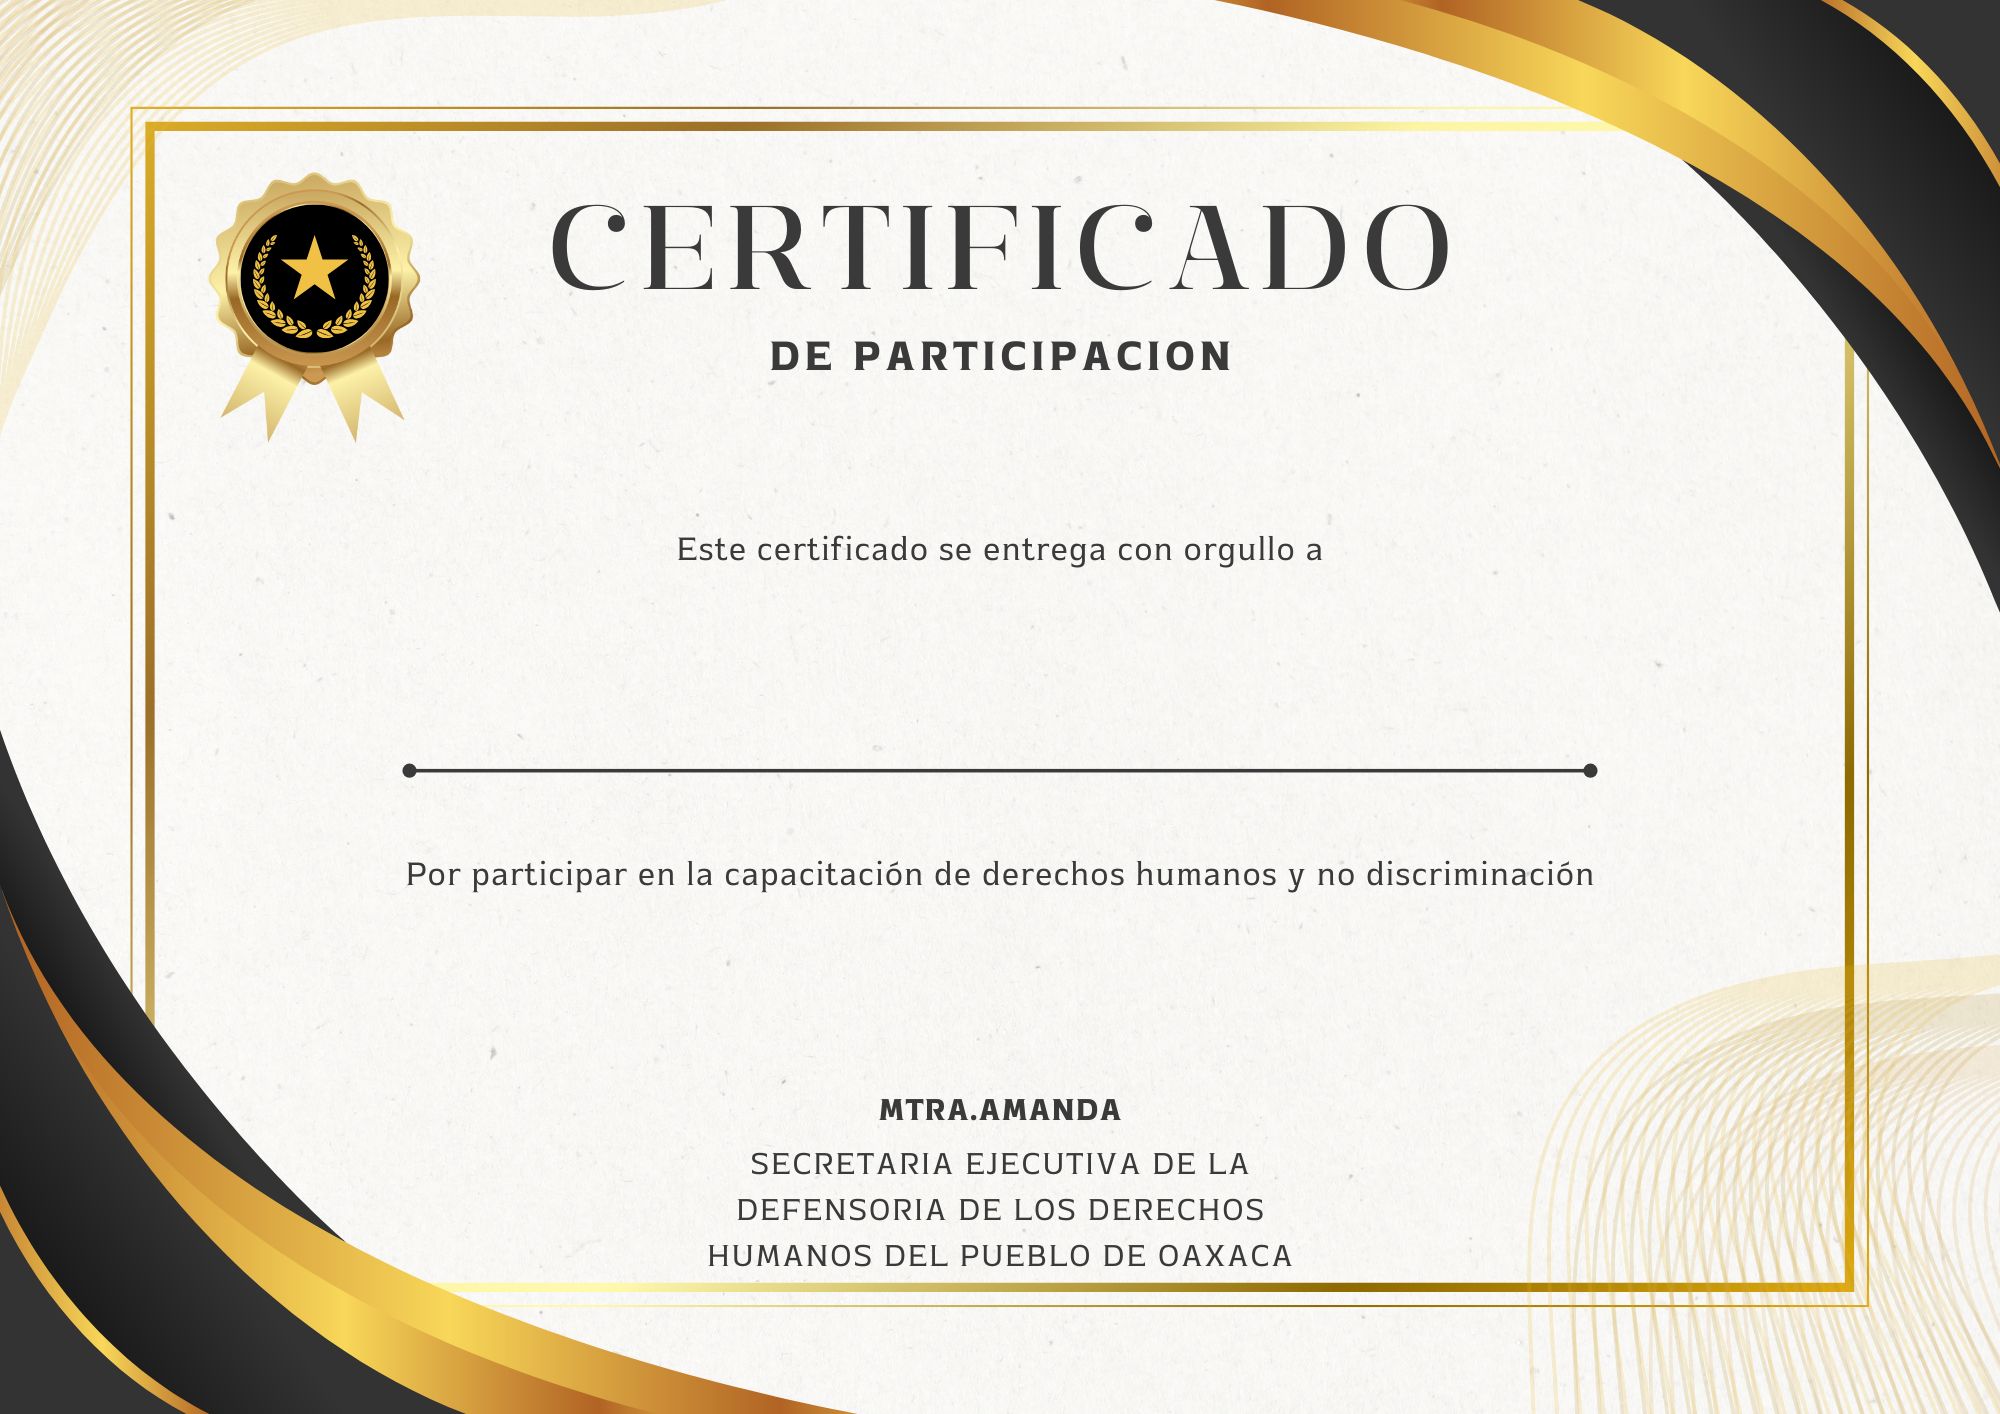 CERTIFICADO
DE PARTICIPACION
Este certificado se entrega con orgullo a
Por participar en la capacitación de derechos humanos y no discriminación
MTRA.AMANDA
SECRETARIA EJECUTIVA DE LA
DEFENSORIA DE LOS DERECHOS
HUMANOS DEL PUEBLO DE OAXACA